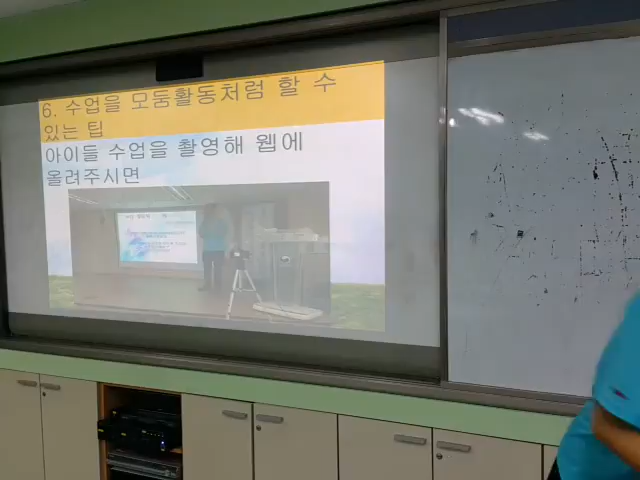 6. 수업을 모둠활동처럼 할 수
있는 팁
아이들 수업을 촬영해 웹에
올려주시면